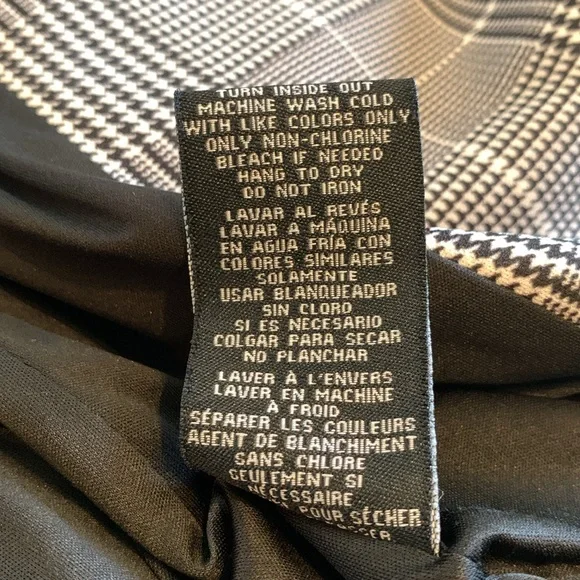 TURN INSIDE OUT
MACHINE WASH COLD
WITH LIKE COLORS ONLY
ONLY NON-CHLORINE
BLEACH IF NEEDED
HANG TO DRY
DO NOT IRON
LAVAR AL REVÉS
LAVAR A MÁQUINA
EN AGUA FRÍA CON
COLORES SIMILARES
SOLAMENTE
USAR BLANQUEADOR
SIN CLORO
SI ES NECESARIO
COLGAR PARA SECAR
NO PLANCHAR
LAVER À L'ENVERS
LAVER EN MACHINE
À FROID
SÉPARER LES COULEURS
AGENT DE BLANCHIMENT
SANS CHLORE
SEULEMENT SI
NÉCESSAIRE
POUR SÉCHER